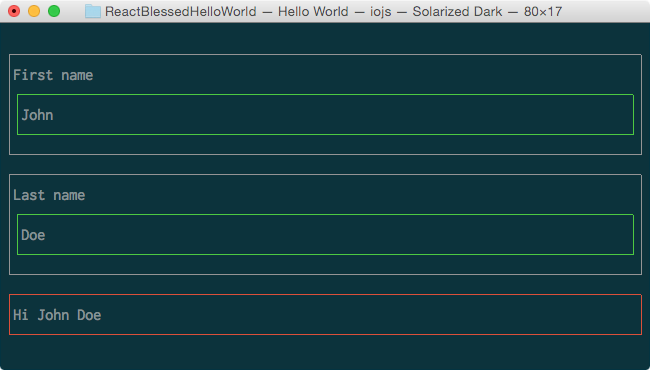 ReactBlessedHelloWorld — Hello World — iojs — Solarized Dark — 80×17
First name
John
Last name
Doe
Hi John Doe